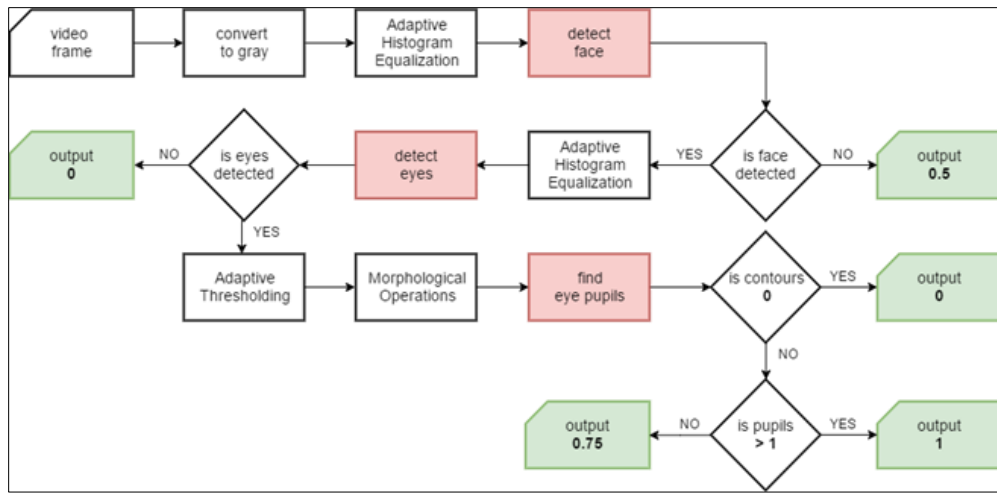 video
frame
convert
to gray
Adaptive
Histogram
Equalization
detect
face
output
0
NO
is eyes
detected
detect
eyes
Adaptive
Histogram
Equalization
YES
is face
detected
NO
output
0.5
YES
Adaptive
Thresholding
Morphological
Operations
find
eye pupils
is contours
0
YES
output
0
NO
output
0.75
NO
is pupils
> 1
YES
output
1